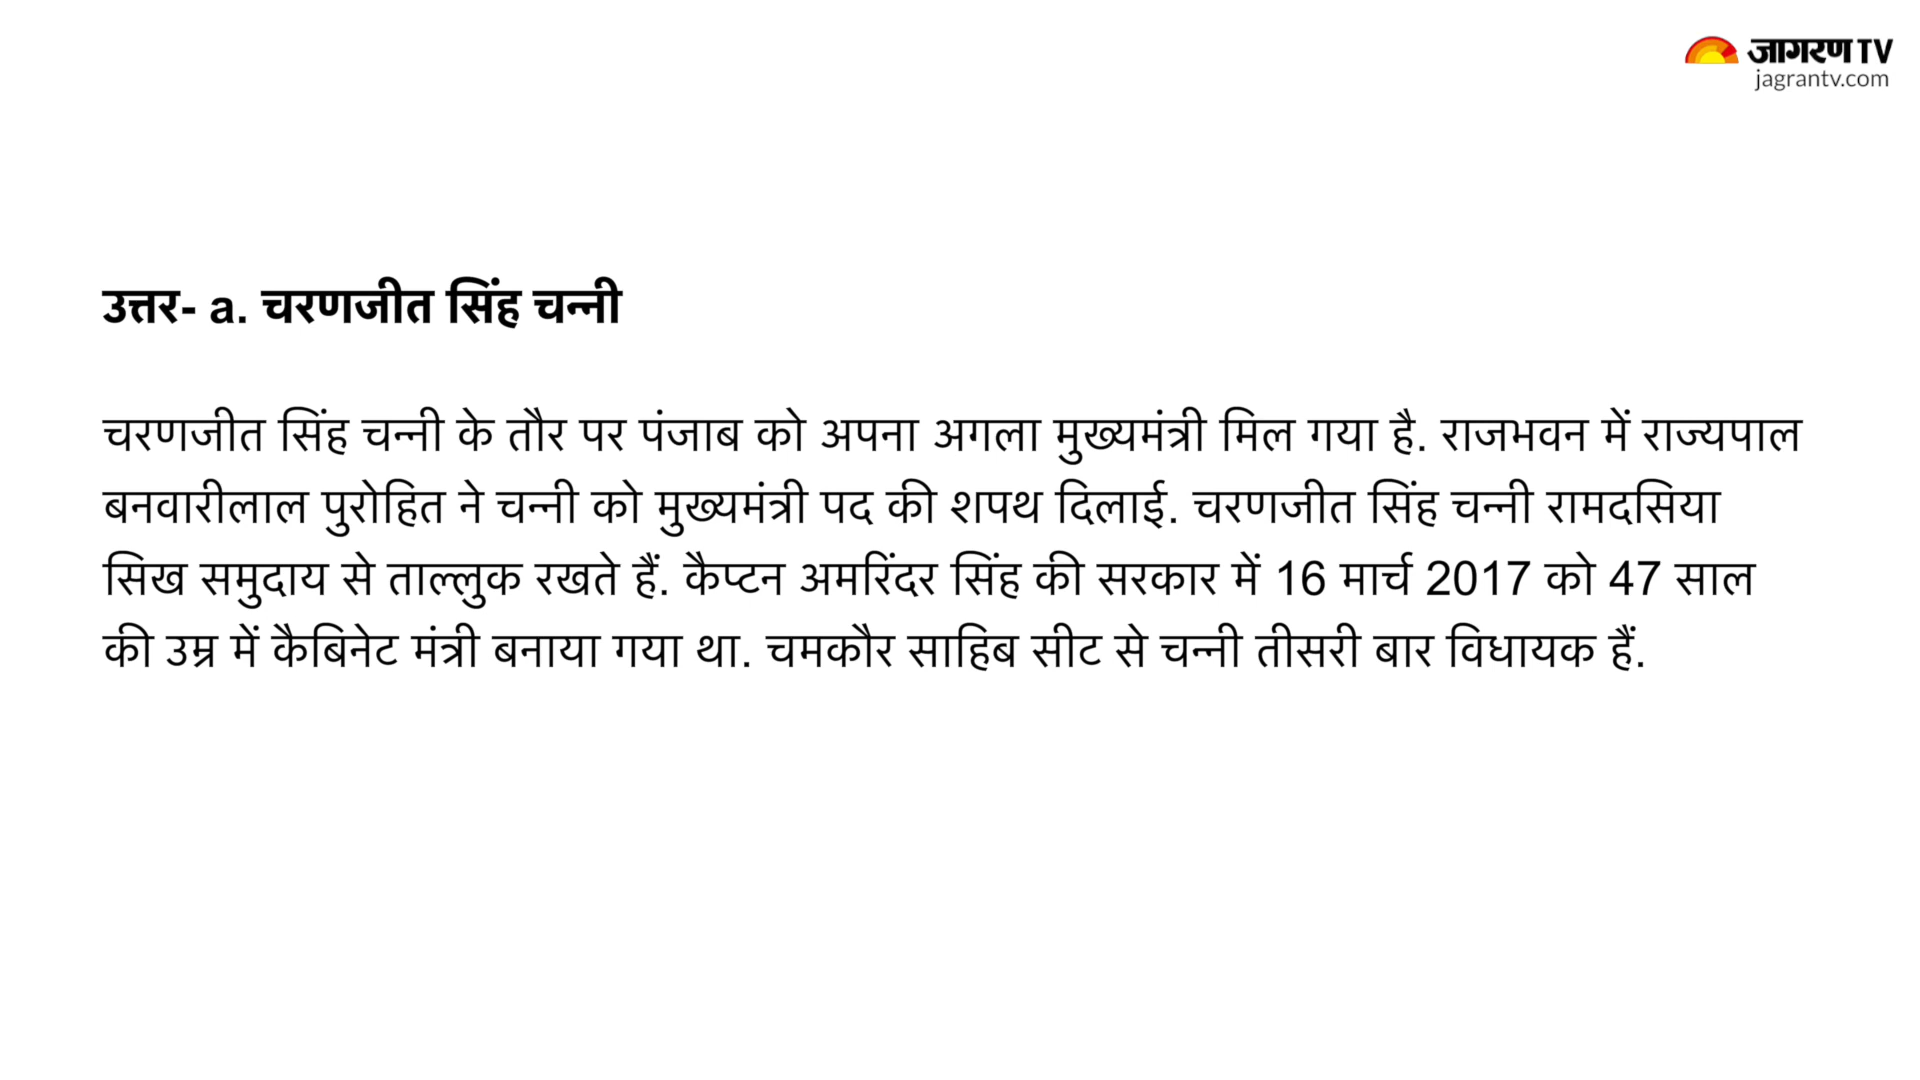 जागरण TV
jagrantv.com
उत्तर- a. चरणजीत सिंह चन्नी
चरणजीत सिंह चन्नी के तौर पर पंजाब को अपना अगला मुख्यमंत्री मिल गया है. राजभवन में राज्यपाल
बनवारीलाल पुरोहित ने चन्नी को मुख्यमंत्री पद की शपथ दिलाई. चरणजीत सिंह चन्नी रामदसिया
सिख समुदाय से ताल्लुक रखते हैं. कैप्टन अमरिंदर सिंह की सरकार में 16 मार्च 2017 को 47 साल
की उम्र में कैबिनेट मंत्री बनाया गया था. चमकौर साहिब सीट से चन्नी तीसरी बार विधायक हैं.